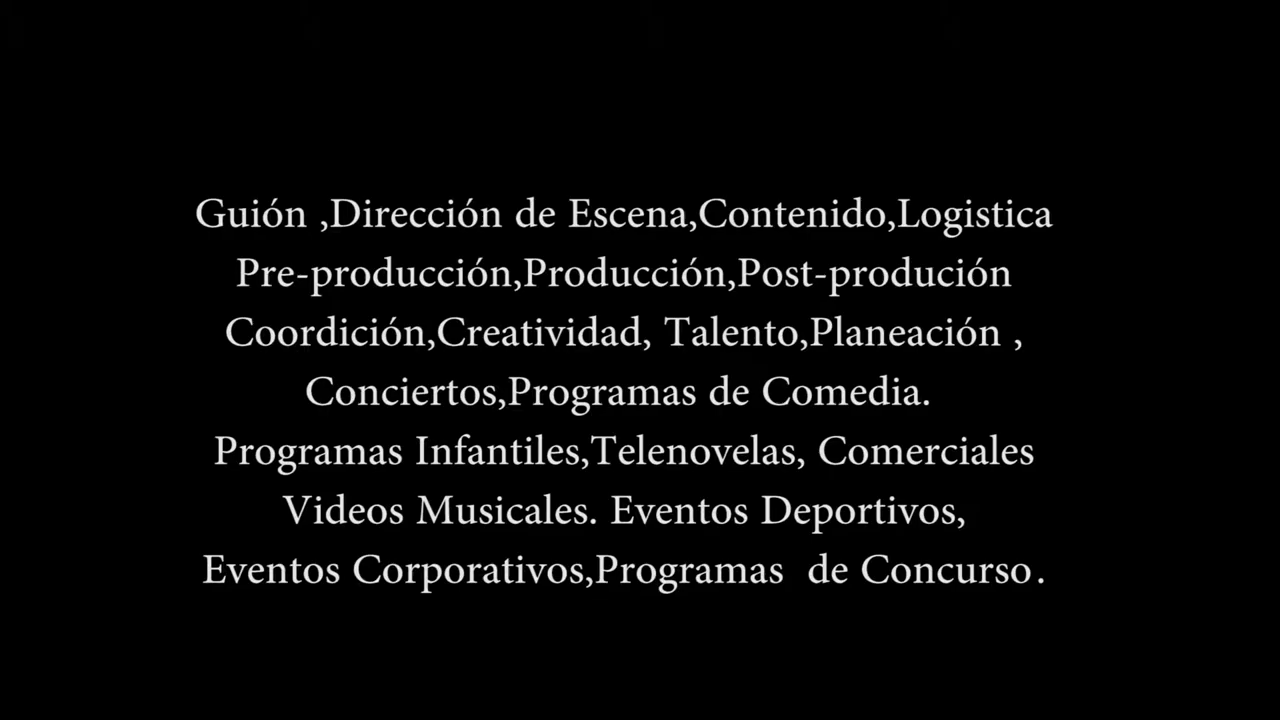 Guión ,Dirección de Escena,Contenido,Logistica
Pre-producción,Producción,Post-produción
Coordición,Creatividad, Talento,Planeación ,
Conciertos,Programas de Comedia.
Programas Infantiles,Telenovelas, Comerciales
Videos Musicales. Eventos Deportivos,
Eventos Corporativos,Programas  de Concurso.